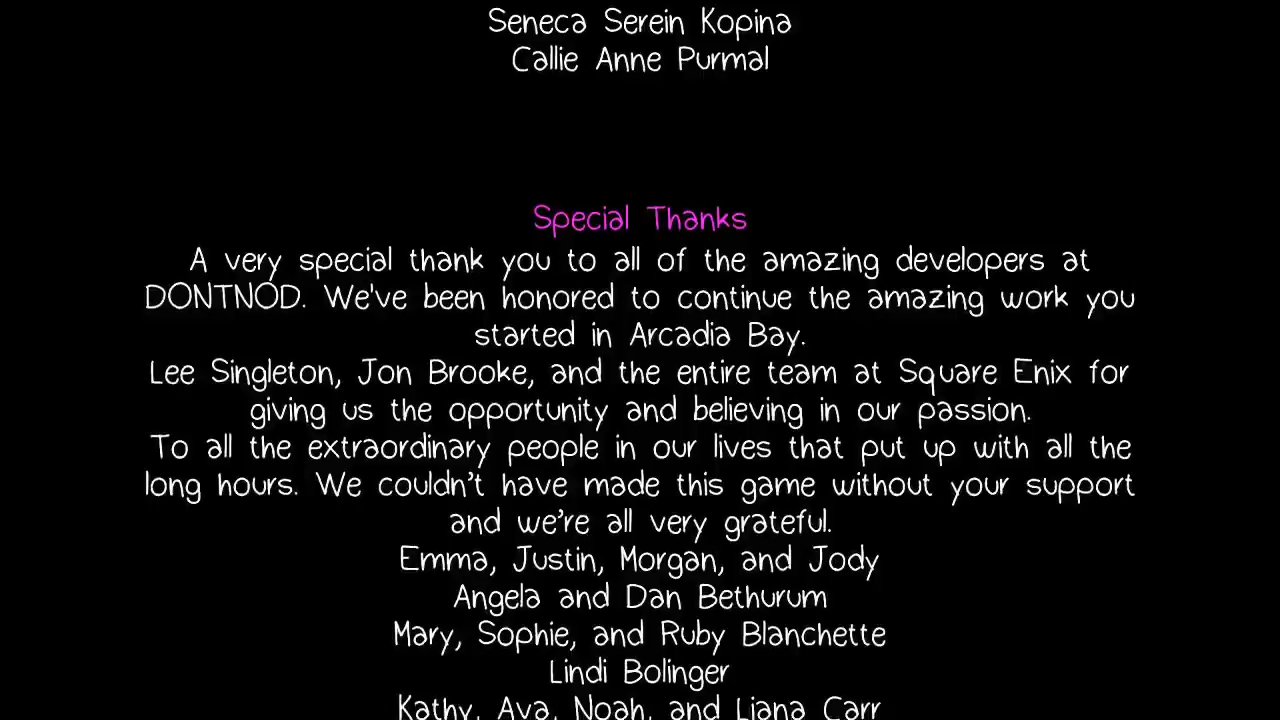 Seneca Serein Kopina
Callie Anne Purmal
Special Thanks
A very special thank you to all of the amazing developers at
DONTNOD. We've been honored to continue the amazing work you
started in Arcadia Bay.
Lee Singleton, Jon Brooke, and the entire team at Square Enix for
giving us the opportunity and believing in our passion.
To all the extraordinary people in our lives that put up with all the
long hours. We couldn’t have made this game without your support
and we’re all very grateful.
Emma, Justin, Morgan, and Jody
Angela and Dan Bethurum
Mary, Sophie, and Ruby Blanchette
Lindi Bolinger
Kathy, Ava, Noah, and Liana Carr